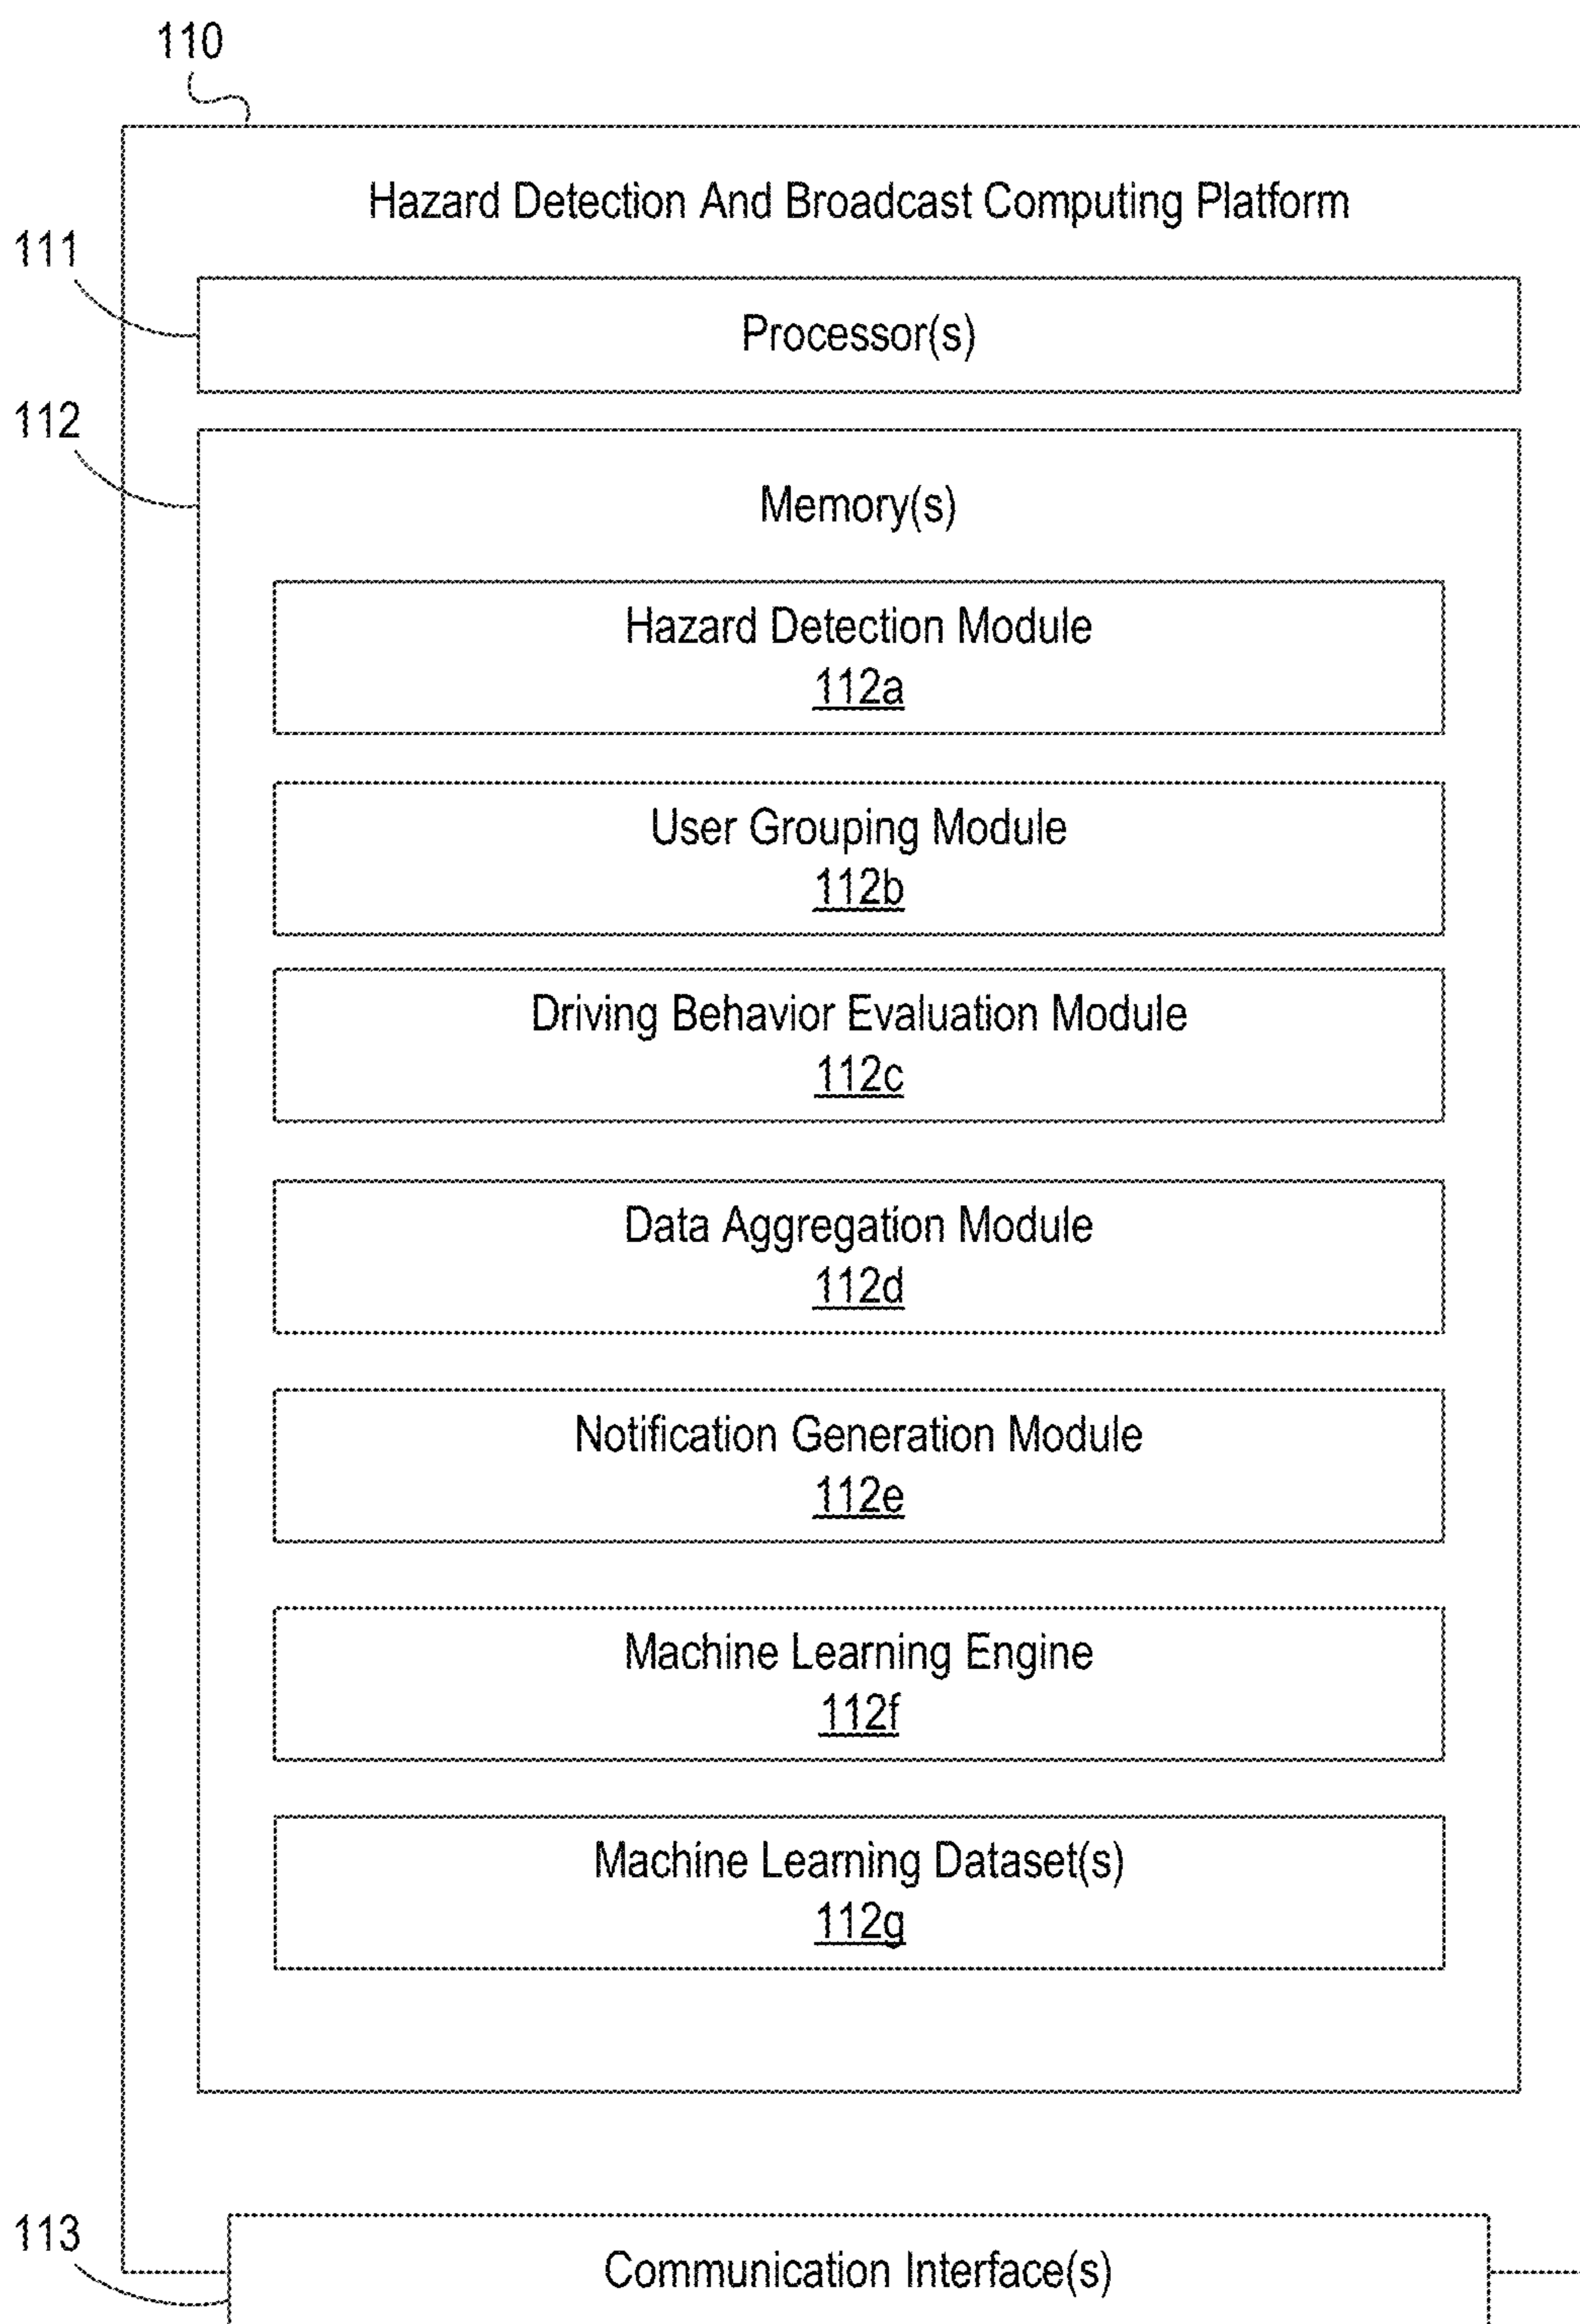 110
Hazard Detection And Broadcast Computing Platform
111
Processor(s)
112
Memory(s)
Hazard Detection Module
112a
User Grouping Module
112b
Driving Behavior Evaluation Module
112c
Data Aggregation Module
112d
Notification Generation Module
112e
Machine Learning Engine
112f
Machine Learning Dataset(s)
112g
113
Communication Interface(s)